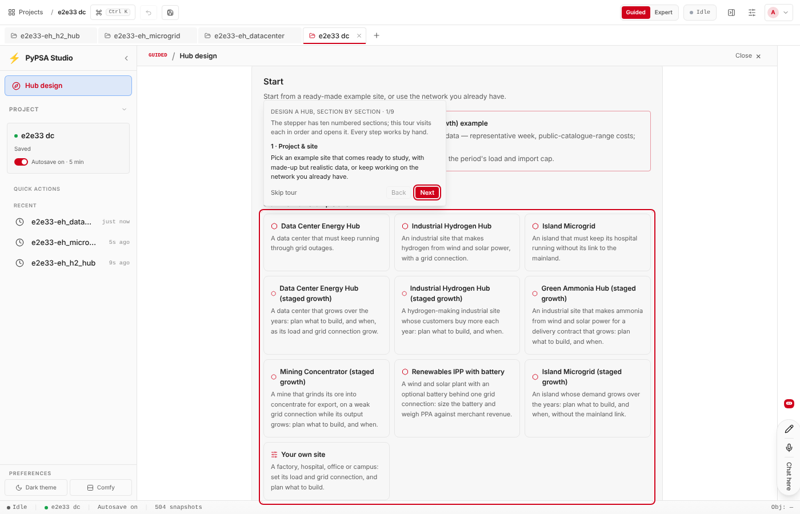 Projects / e2e33 dc Ctrl K Guided Expert Idle A
e2e33-eh_h2_hub e2e33-eh_microgrid e2e33-eh_datacenter e2e33 dc × +
PyPSA Studio
GUIDED / Hub design Close ×
Hub design
PROJECT
e2e33 dc
Saved
Autosave on · 5 min
QUICK ACTIONS
RECENT
e2e33-eh_data... just now
e2e33-eh_micro... 5s ago
e2e33-eh_h2_hub 8s ago
PREFERENCES
Dark theme Comfy
Start
Start from a ready-made example site, or use the network you already have.
DESIGN A HUB, SECTION BY SECTION · 1/9
The stepper has ten numbered sections; this tour visits
each in order and opens it. Every step works by hand.
1 · Project & site
Pick an example site that comes ready to study, with
made-up but realistic data, or keep working on the
network you already have.
Skip tour Back Next
th) example
data — representative week, public-catalogue-range costs;
the period's load and import cap.
Data Center Energy Hub
A data center that must keep running
through grid outages.
Industrial Hydrogen Hub
An industrial site that makes
hydrogen from wind and solar power,
with a grid connection.
Island Microgrid
An island that must keep its hospital
running without its link to the
mainland.
Data Center Energy Hub
(staged growth)
A data center that grows over the
years: plan what to build, and when,
as its load and grid connection grow.
Industrial Hydrogen Hub
(staged growth)
A hydrogen-making industrial site
whose customers buy more each
year: plan what to build, and when.
Green Ammonia Hub (staged
growth)
An industrial site that makes ammonia
from wind and solar power for a
delivery contract that grows: plan
what to build, and when.
Mining Concentrator (staged
growth)
A mine that grinds its ore into
concentrate for export, on a weak
grid connection while its output
grows: plan what to build, and when.
Renewables IPP with battery
A wind and solar plant with an
optional battery behind one grid
connection: size the battery and
weigh PPA against merchant revenue.
Island Microgrid (staged
growth)
An island whose demand grows over
the years: plan what to build, and
when, without the mainland link.
Your own site
A factory, hospital, office or campus:
set its load and grid connection, and
plan what to build.
Chat here
Idle e2e33 dc Autosave on 504 snapshots Obj: —